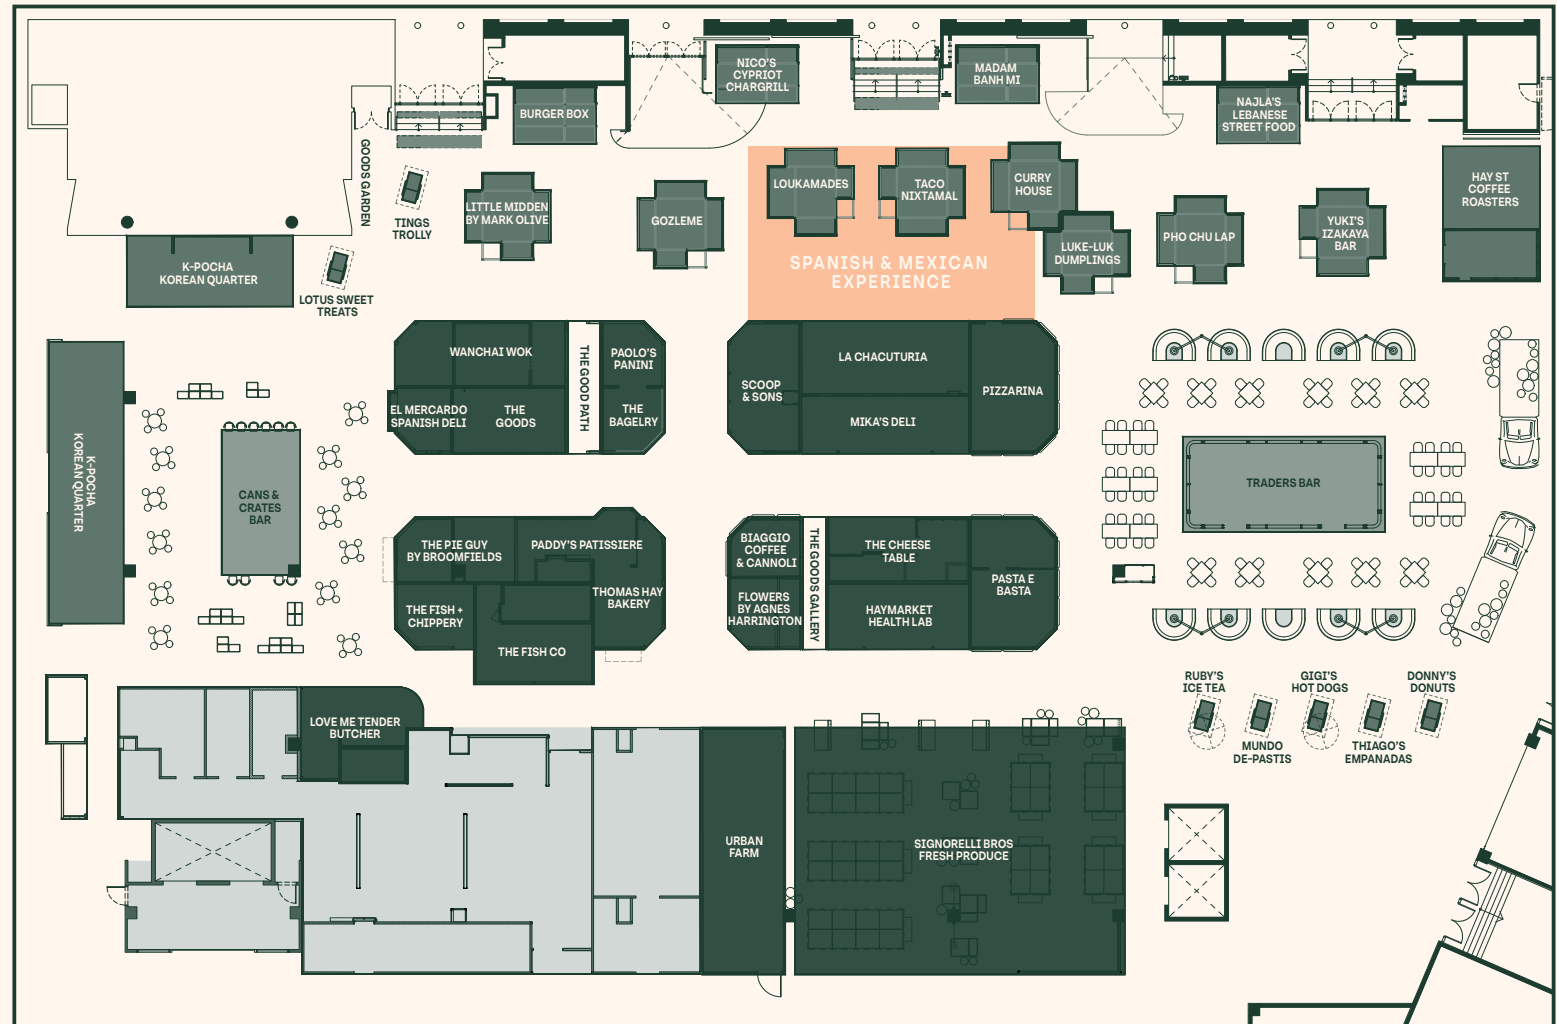 NICO'S
CYPRIOT
CHARGRILL
MADAM
BANH MI
BURGER BOX
NAJLA'S
LEBANESE
STREET FOOD
GOODS GARDEN
TINGS
TROLLY
LITTLE MIDDEN
BY MARK OLIVE
GOZLEME
LOUKAMADES
TACO
NIXTAMAL
CURRY
HOUSE
LUKE-LUK
DUMPLINGS
PHO CHU LAP
YUKI'S
IZAKAYA
BAR
HAY ST
COFFEE
ROASTERS
K-POCHA
KOREAN QUARTER
LOTUS SWEET
TREATS
SPANISH & MEXICAN
EXPERIENCE
WANCHAI WOK
THE GOOD PATH
PAOLO'S
PANINI
EL MERCARDO
SPANISH DELI
THE
GOODS
THE
BAGELRY
SCOOP
& SONS
LA CHACUTURIA
MIKA'S DELI
PIZZARINA
K-POCHA
KOREAN QUARTER
CANS &
CRATES
BAR
TRADERS BAR
THE PIE GUY
BY BROOMFIELDS
PADDY'S PATISSIERE
THOMAS HAY
BAKERY
THE FISH +
CHIPPERY
THE FISH CO
BIAGGIO
COFFEE
& CANNOLI
FLOWERS
BY AGNES
HARRINGTON
THE GOODS GALLERY
THE CHEESE
TABLE
HAYMARKET
HEALTH LAB
PASTA E
BASTA
RUBY'S
ICE TEA
GIGI'S
HOT DOGS
DONNY'S
DONUTS
MUNDO
DE-PASTIS
THIAGO'S
EMPANADAS
LOVE ME TENDER
BUTCHER
URBAN
FARM
SIGNORELLI BROS
FRESH PRODUCE